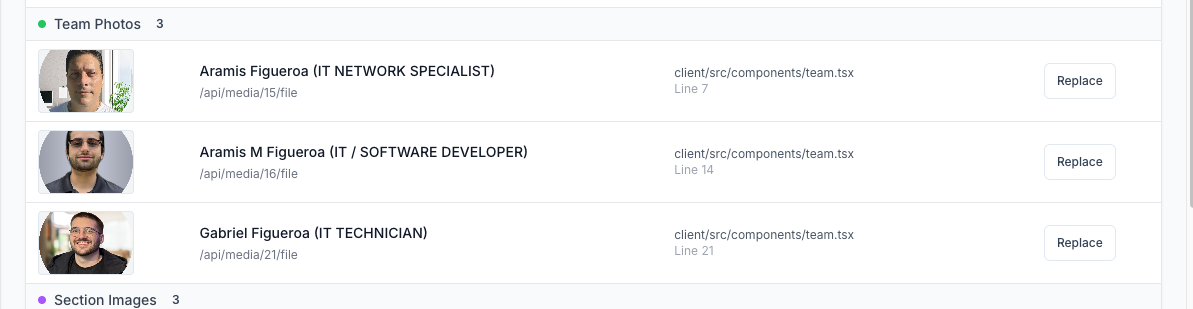 Team Photos 3
Aramis Figueroa (IT NETWORK SPECIALIST)
/api/media/15/file
client/src/components/team.tsx
Line 7
Replace
Aramis M Figueroa (IT / SOFTWARE DEVELOPER)
/api/media/16/file
client/src/components/team.tsx
Line 14
Replace
Gabriel Figueroa (IT TECHNICIAN)
/api/media/21/file
client/src/components/team.tsx
Line 21
Replace
Section Images 3